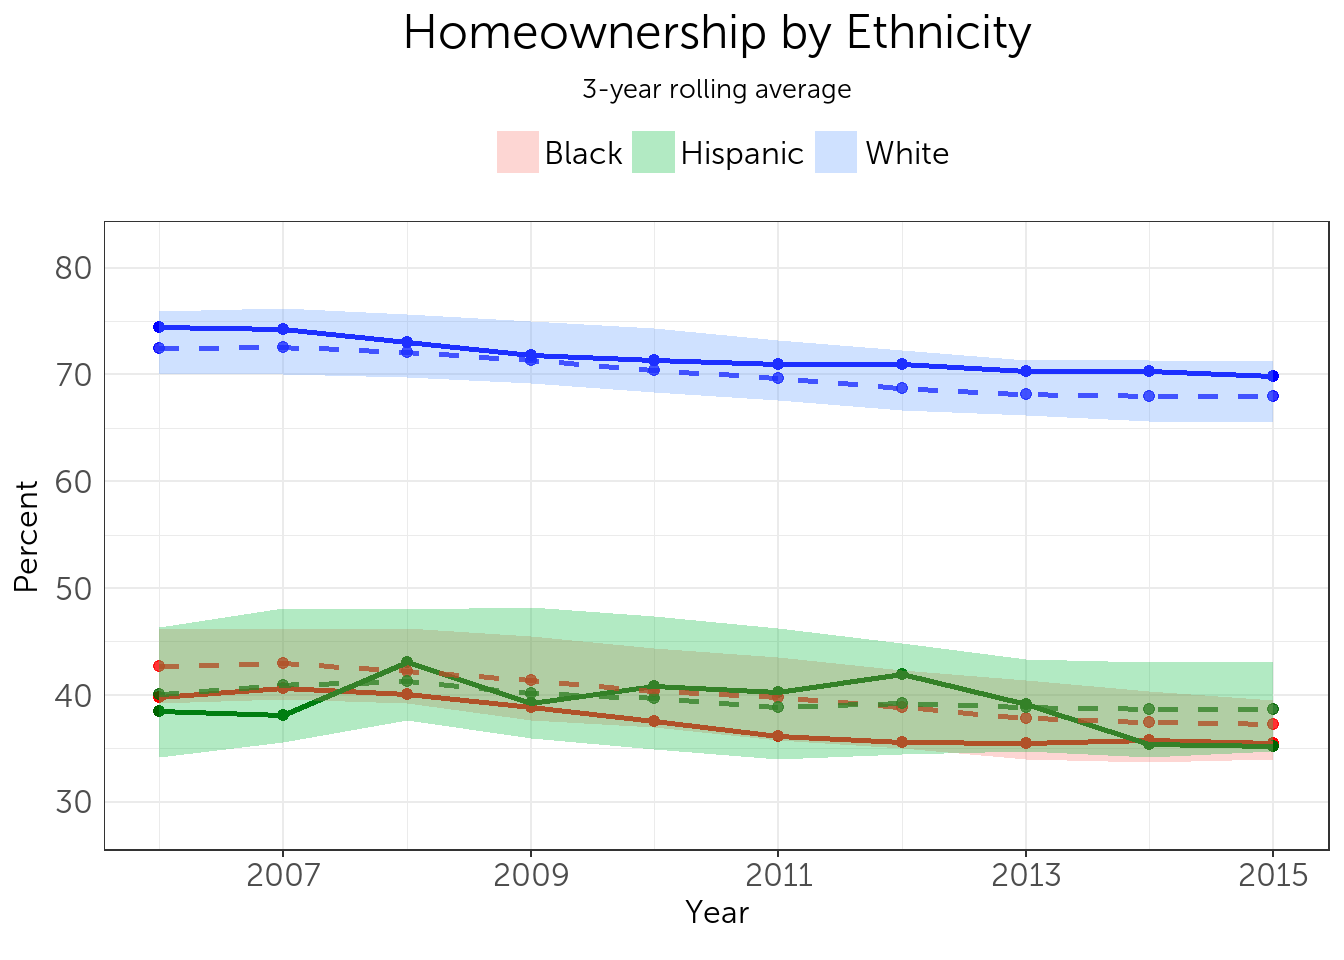 Homeownership by Ethnicity
3-year rolling average
Black Hispanic White
80
70
60
50
40
30
Percent
2007 2009 2011 2013 2015
Year